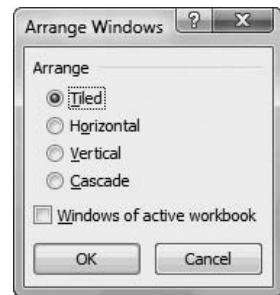 Arrange Windows
Arrange
Tiled
Horizontal
Vertical
Cascade
Windows of active workbook
OK Cancel